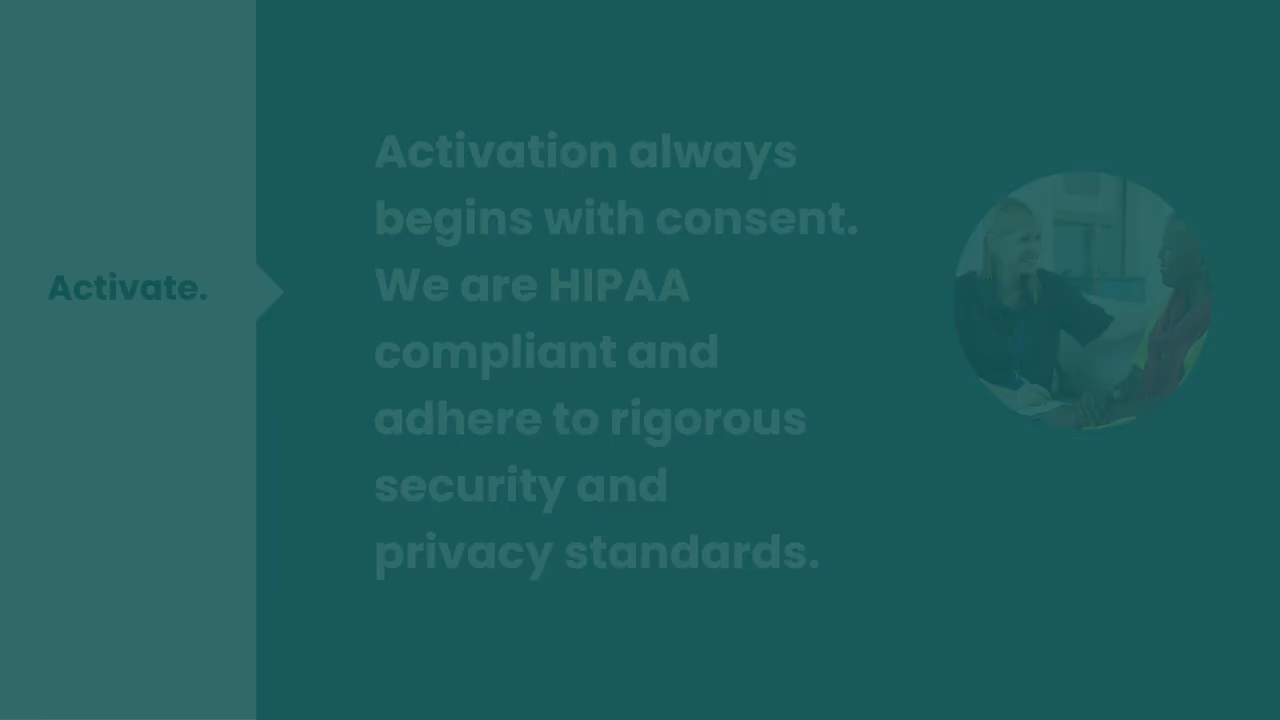 Activate.
Activation always
begins with consent.
We are HIPAA
compliant and
adhere to rigorous
security and
privacy standards.